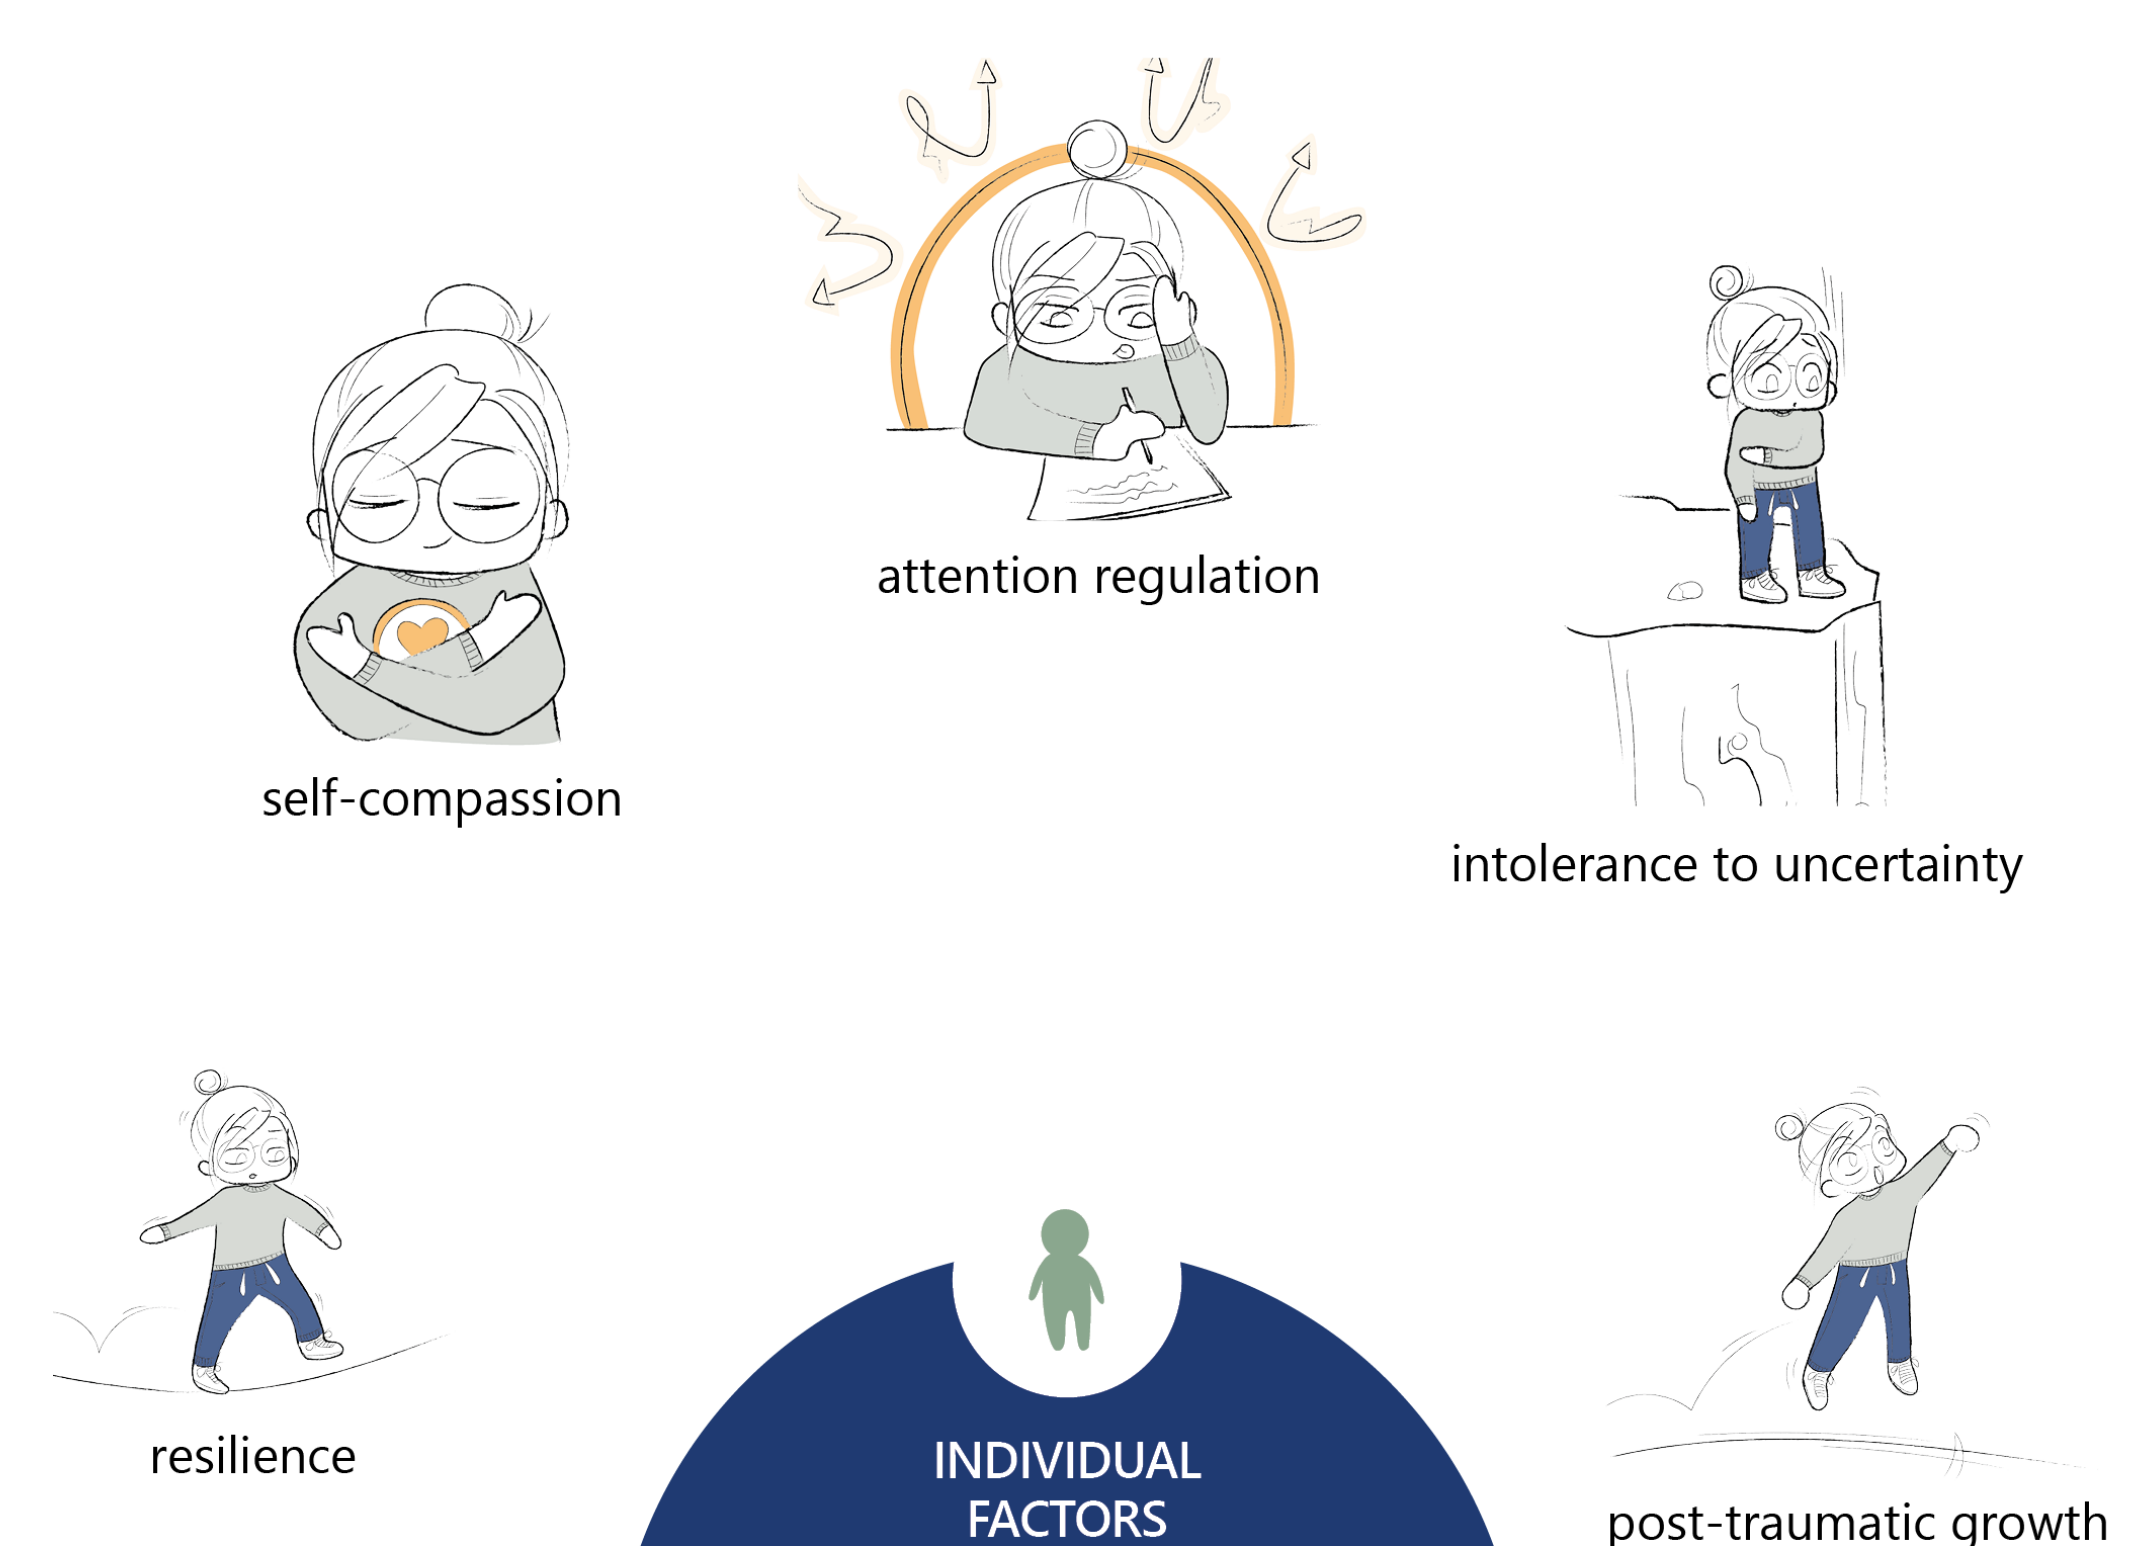 attention regulation
self-compassion
intolerance to uncertainty
resilience
INDIVIDUAL
FACTORS
post-traumatic growth